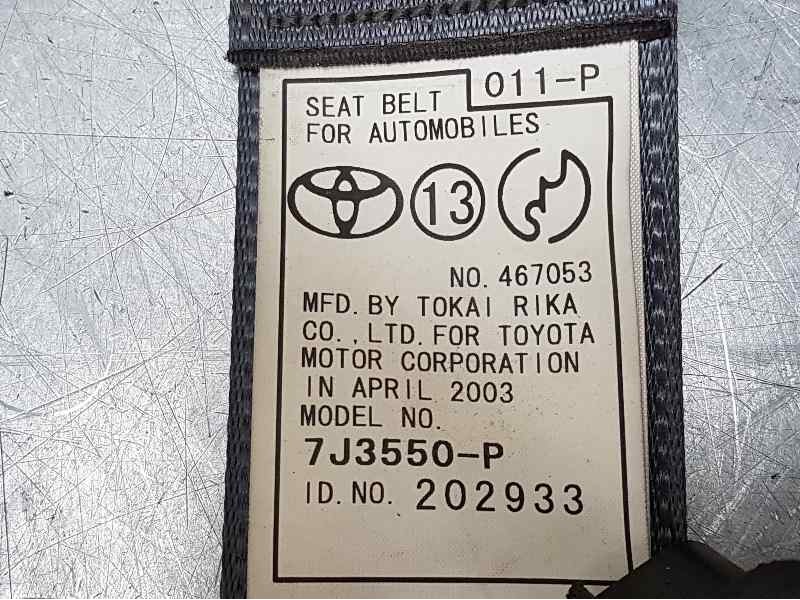 011-P
SEAT BELT
FOR AUTOMOBILES
13
NO. 467053
MFD. BY TOKAI RIKA
CO., LTD. FOR TOYOTA
MOTOR CORPORATION
IN APRIL 2003
MODEL NO.
7J3550-P
ID. NO. 202933